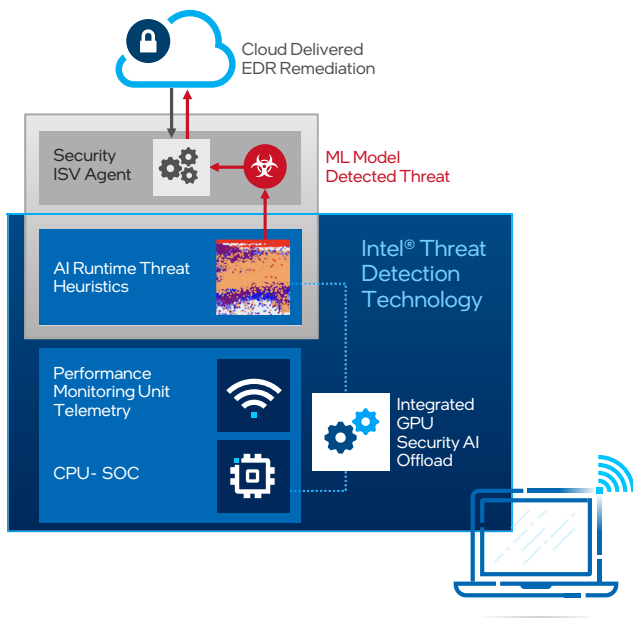 Cloud Delivered
EDR Remediation
Security
ISV Agent
ML Model
Detected Threat
AI Runtime Threat
Heuristics
Intel® Threat
Detection
Technology
Performance
Monitoring Unit
Telemetry
Integrated
GPU
Security AI
Offload
CPU- SOC